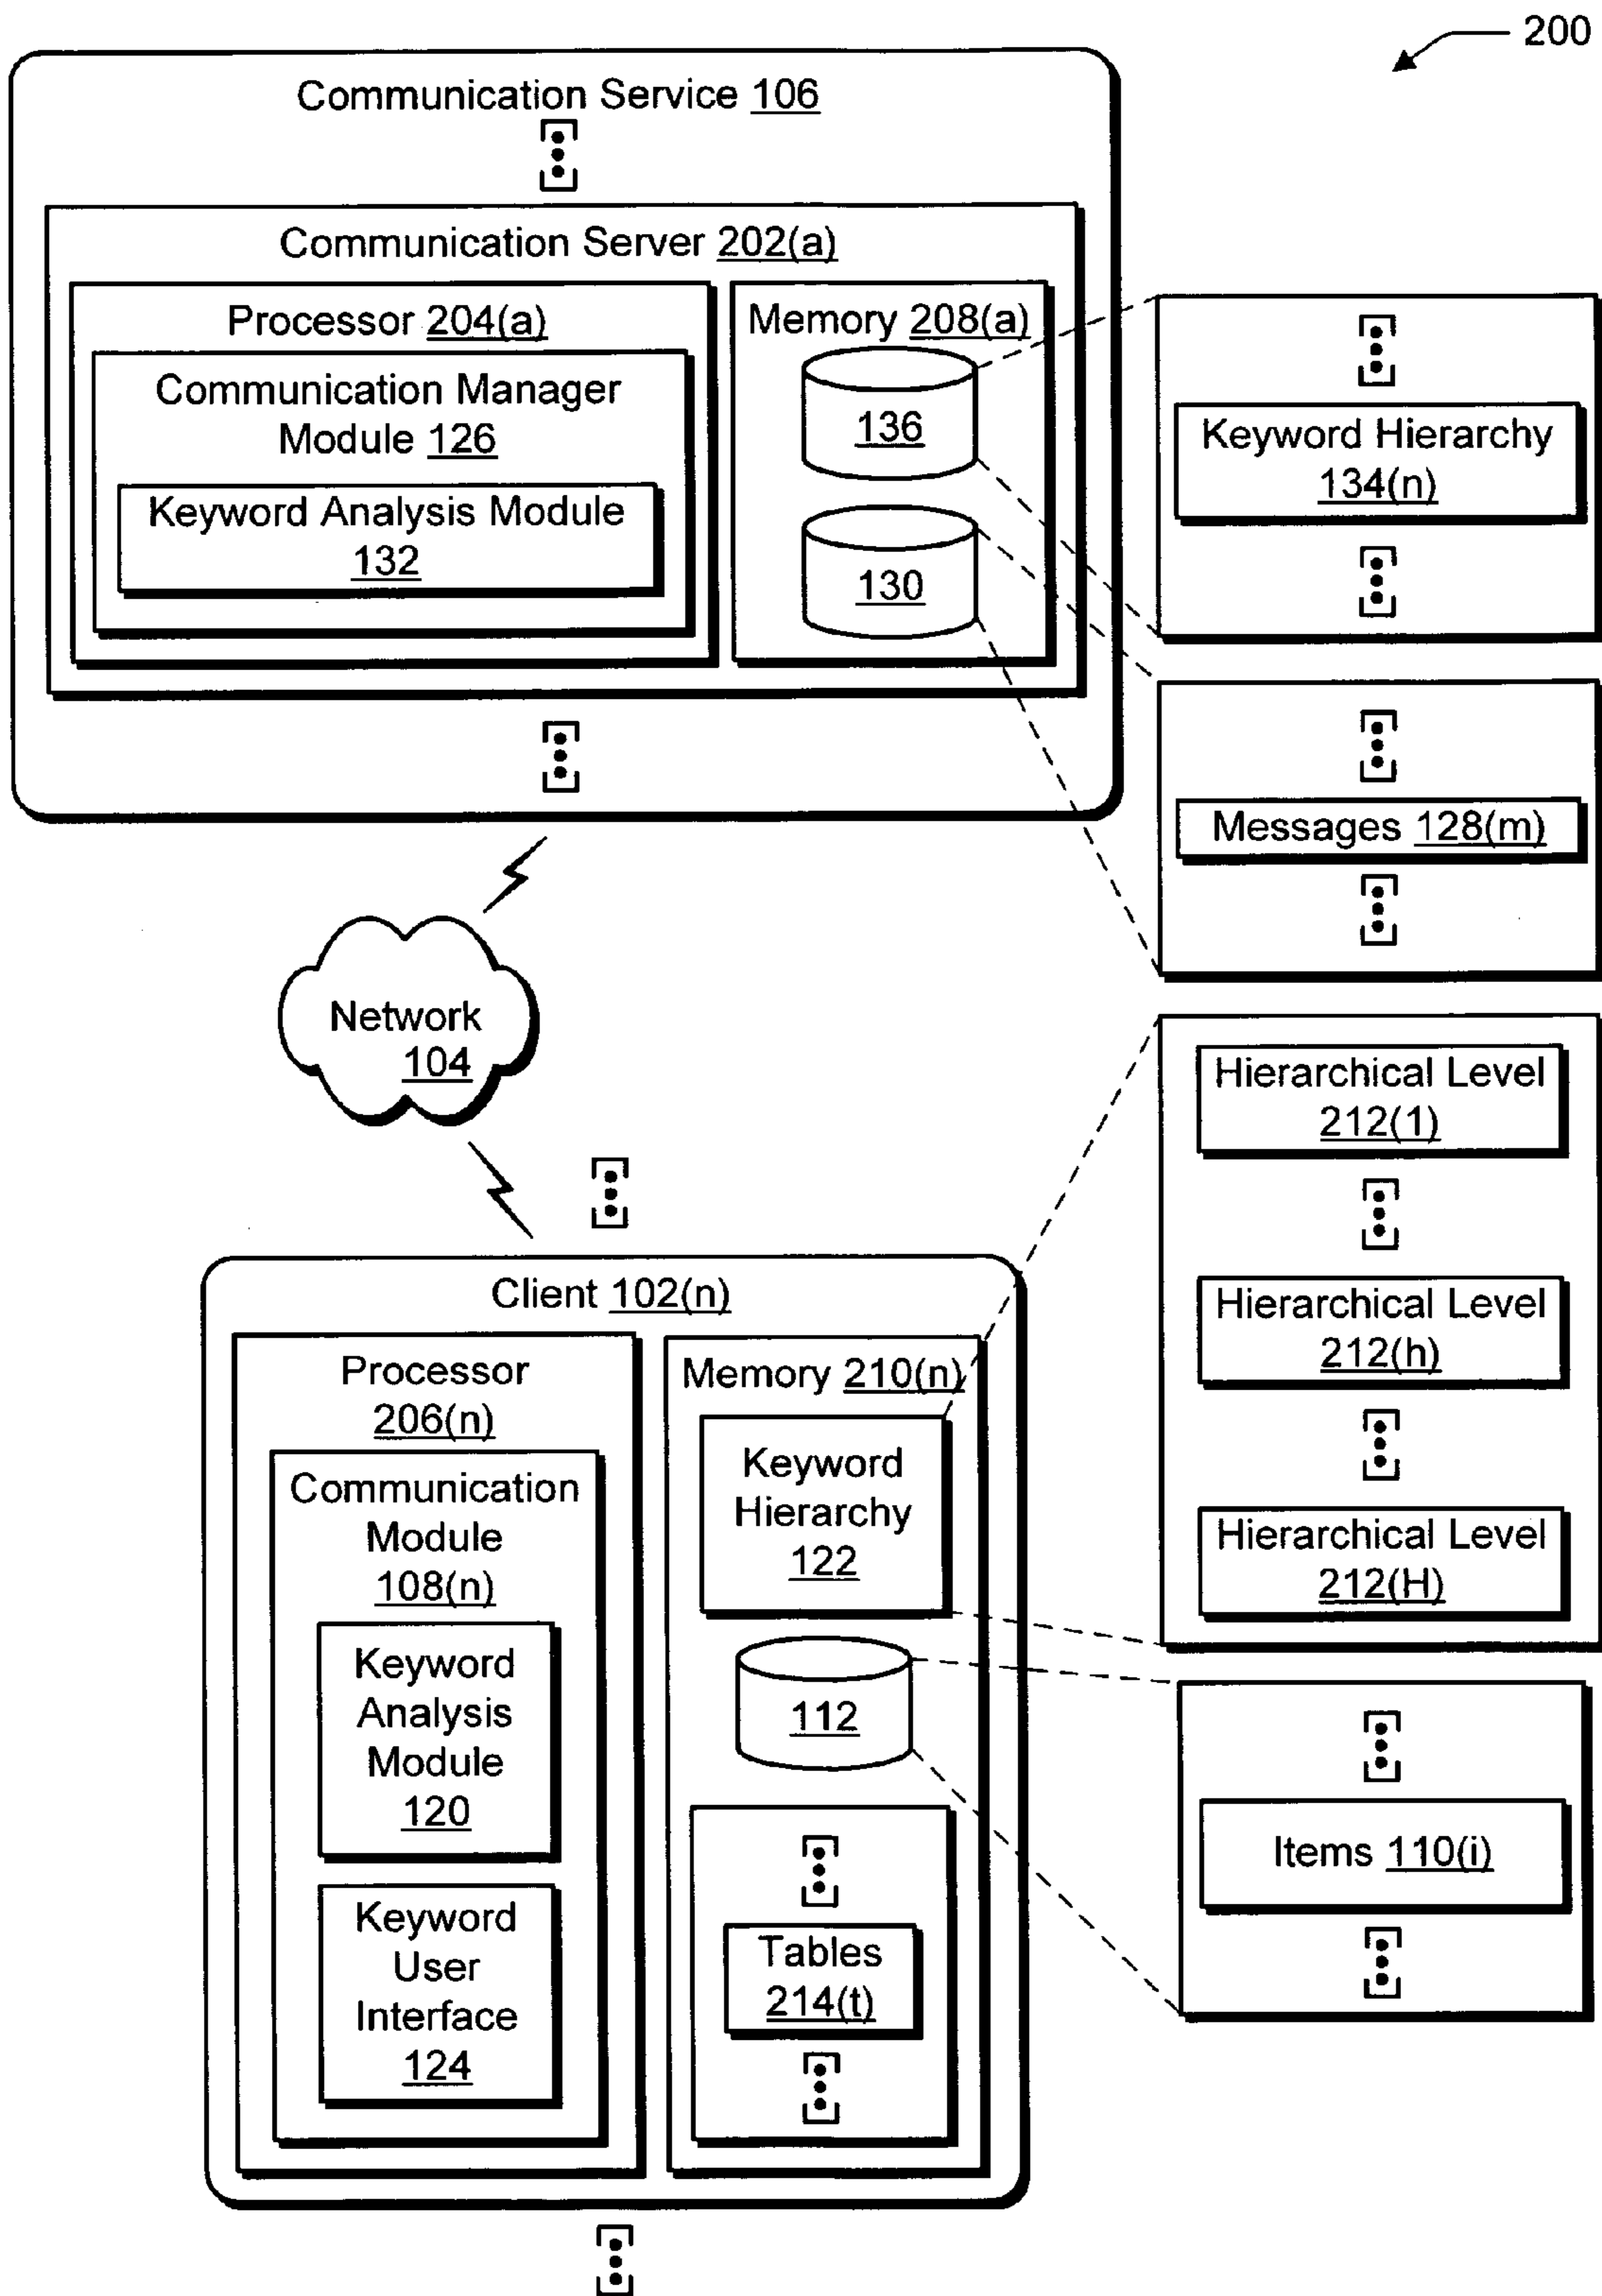 200
Communication Service 106
Communication Server 202(a)
Processor 204(a)
Communication Manager
Module 126
Keyword Analysis Module
132
Memory 208(a)
136
130
Keyword Hierarchy
134(n)
Messages 128(m)
Network
104
Hierarchical Level
212(1)
Hierarchical Level
212(h)
Hierarchical Level
212(H)
Client 102(n)
Processor
206(n)
Communication
Module
108(n)
Keyword
Analysis
Module
120
Keyword
User
Interface
124
Memory 210(n)
Keyword
Hierarchy
122
112
Tables
214(t)
Items 110(i)